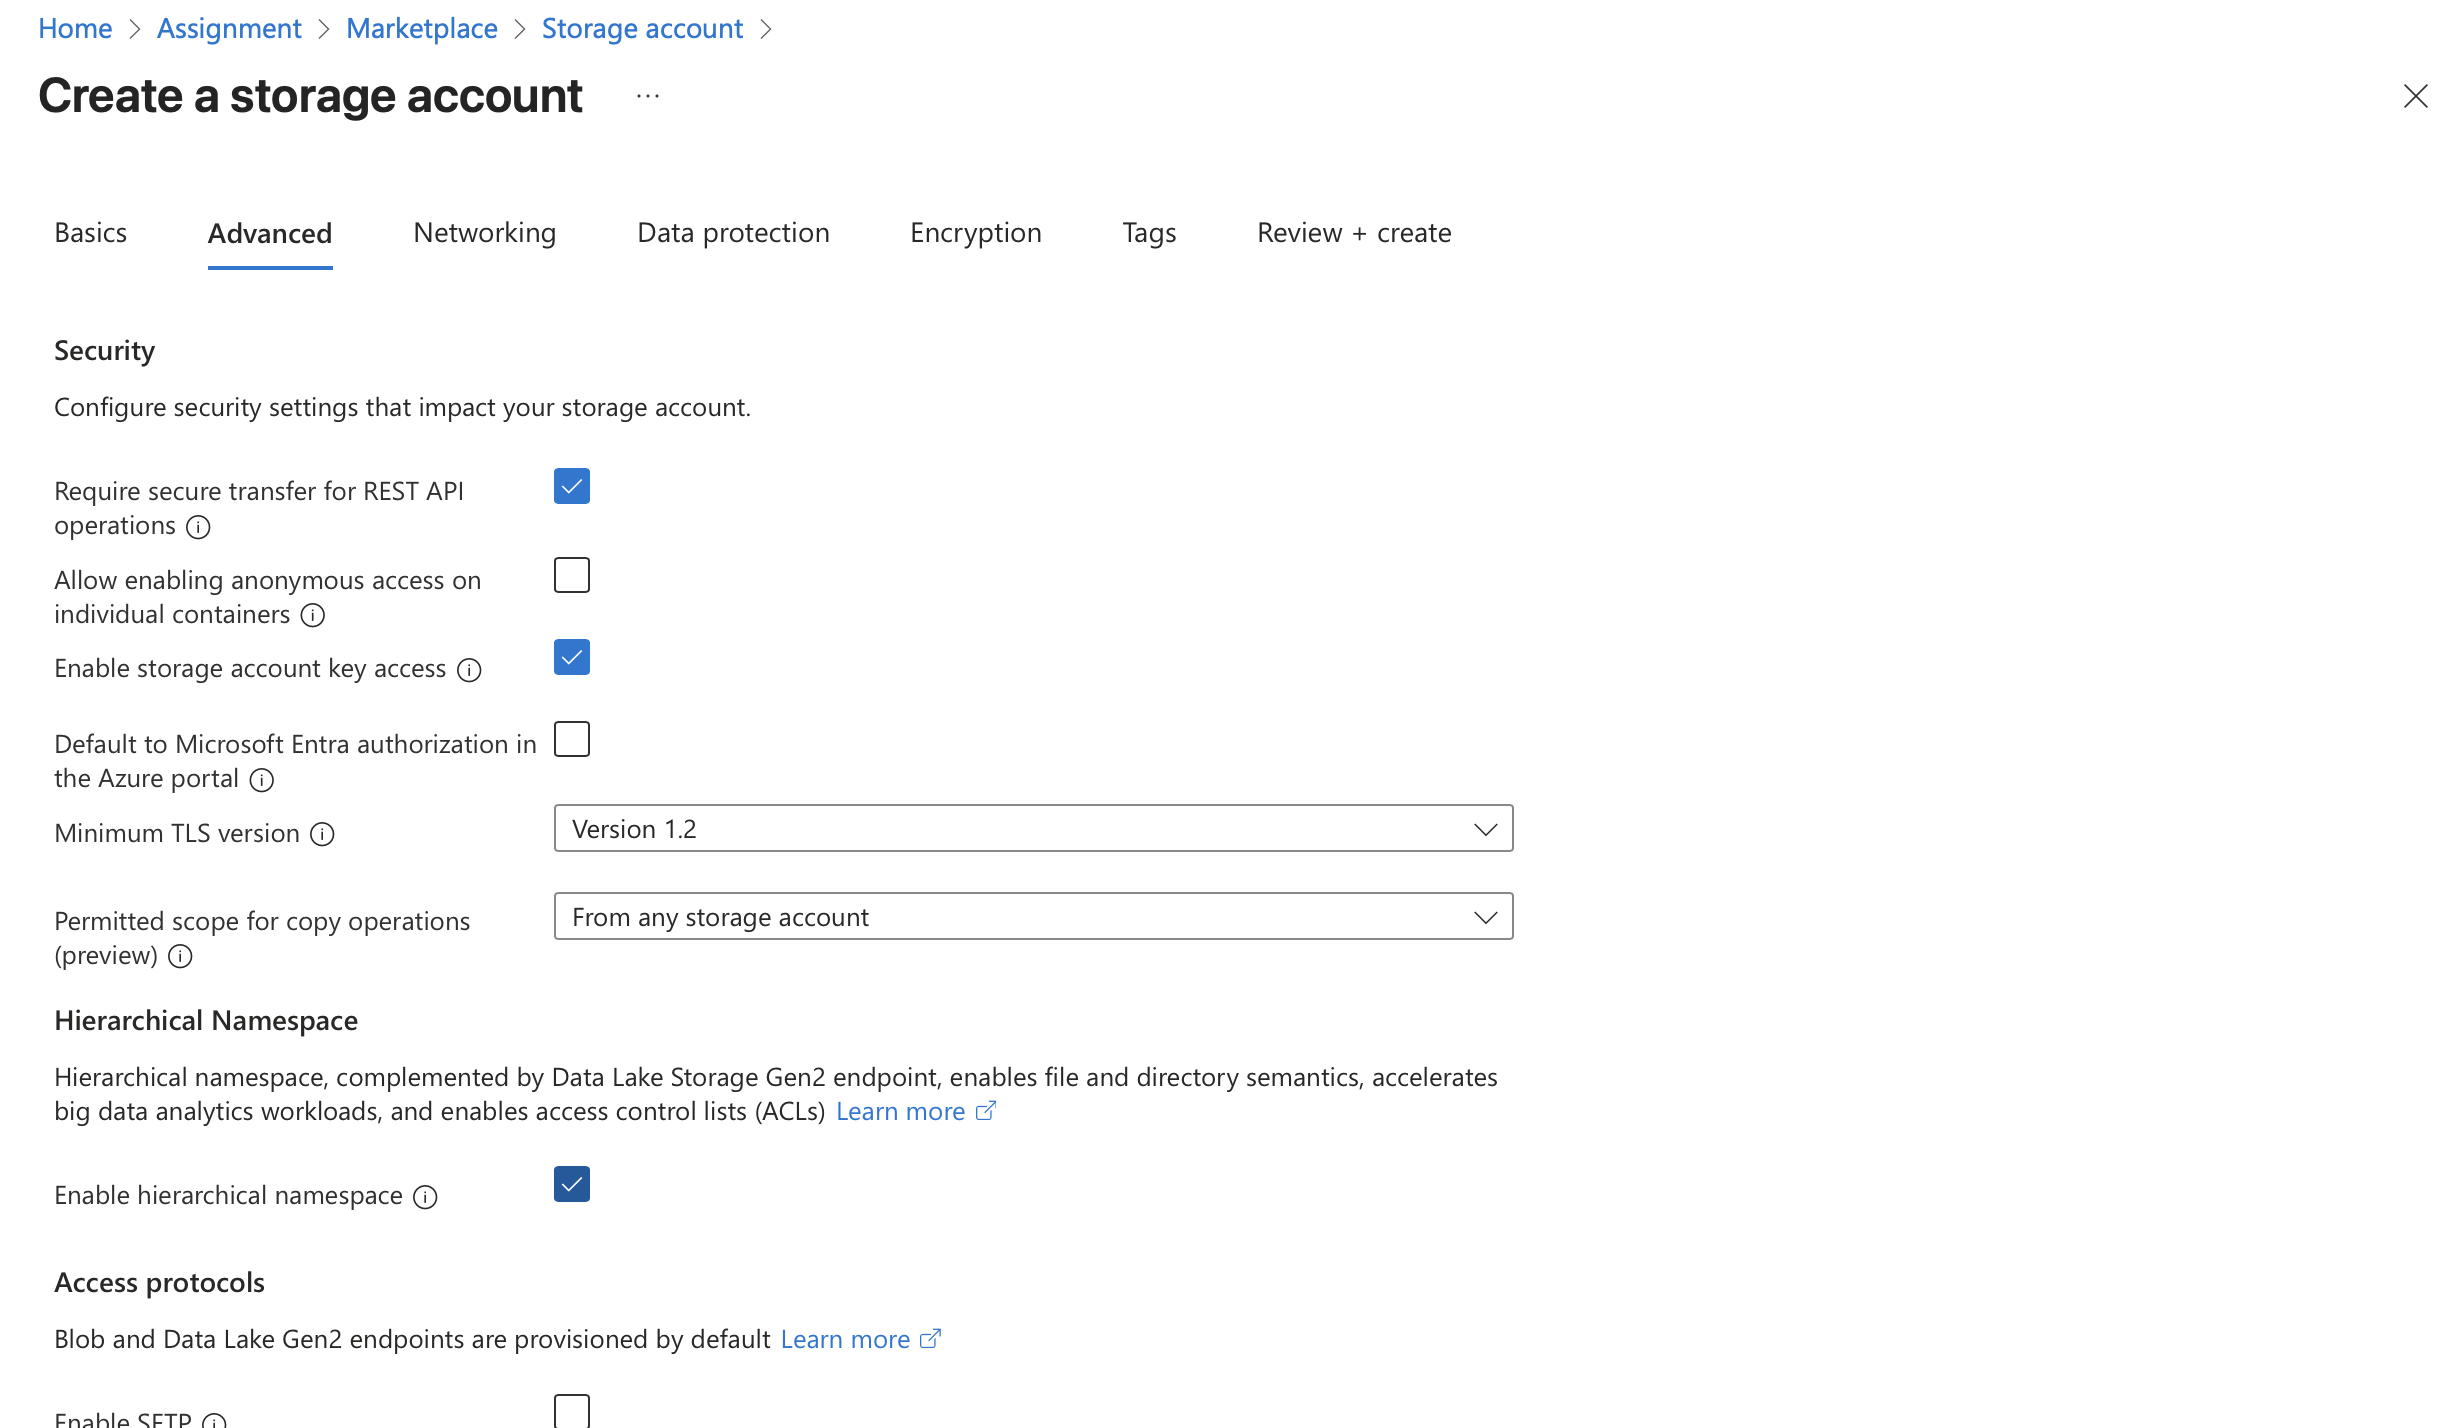 Home > Assignment > Marketplace > Storage account >
Create a storage account ...
Basics Advanced Networking Data protection Encryption Tags Review + create
Security
Configure security settings that impact your storage account.
Require secure transfer for REST API
operations
Allow enabling anonymous access on
individual containers
Enable storage account key access
Default to Microsoft Entra authorization in
the Azure portal
Minimum TLS version Version 1.2
Permitted scope for copy operations From any storage account
(preview)
Hierarchical Namespace
Hierarchical namespace, complemented by Data Lake Storage Gen2 endpoint, enables file and directory semantics, accelerates
big data analytics workloads, and enables access control lists (ACLs) Learn more
Enable hierarchical namespace
Access protocols
Blob and Data Lake Gen2 endpoints are provisioned by default Learn more
Enable SFTP